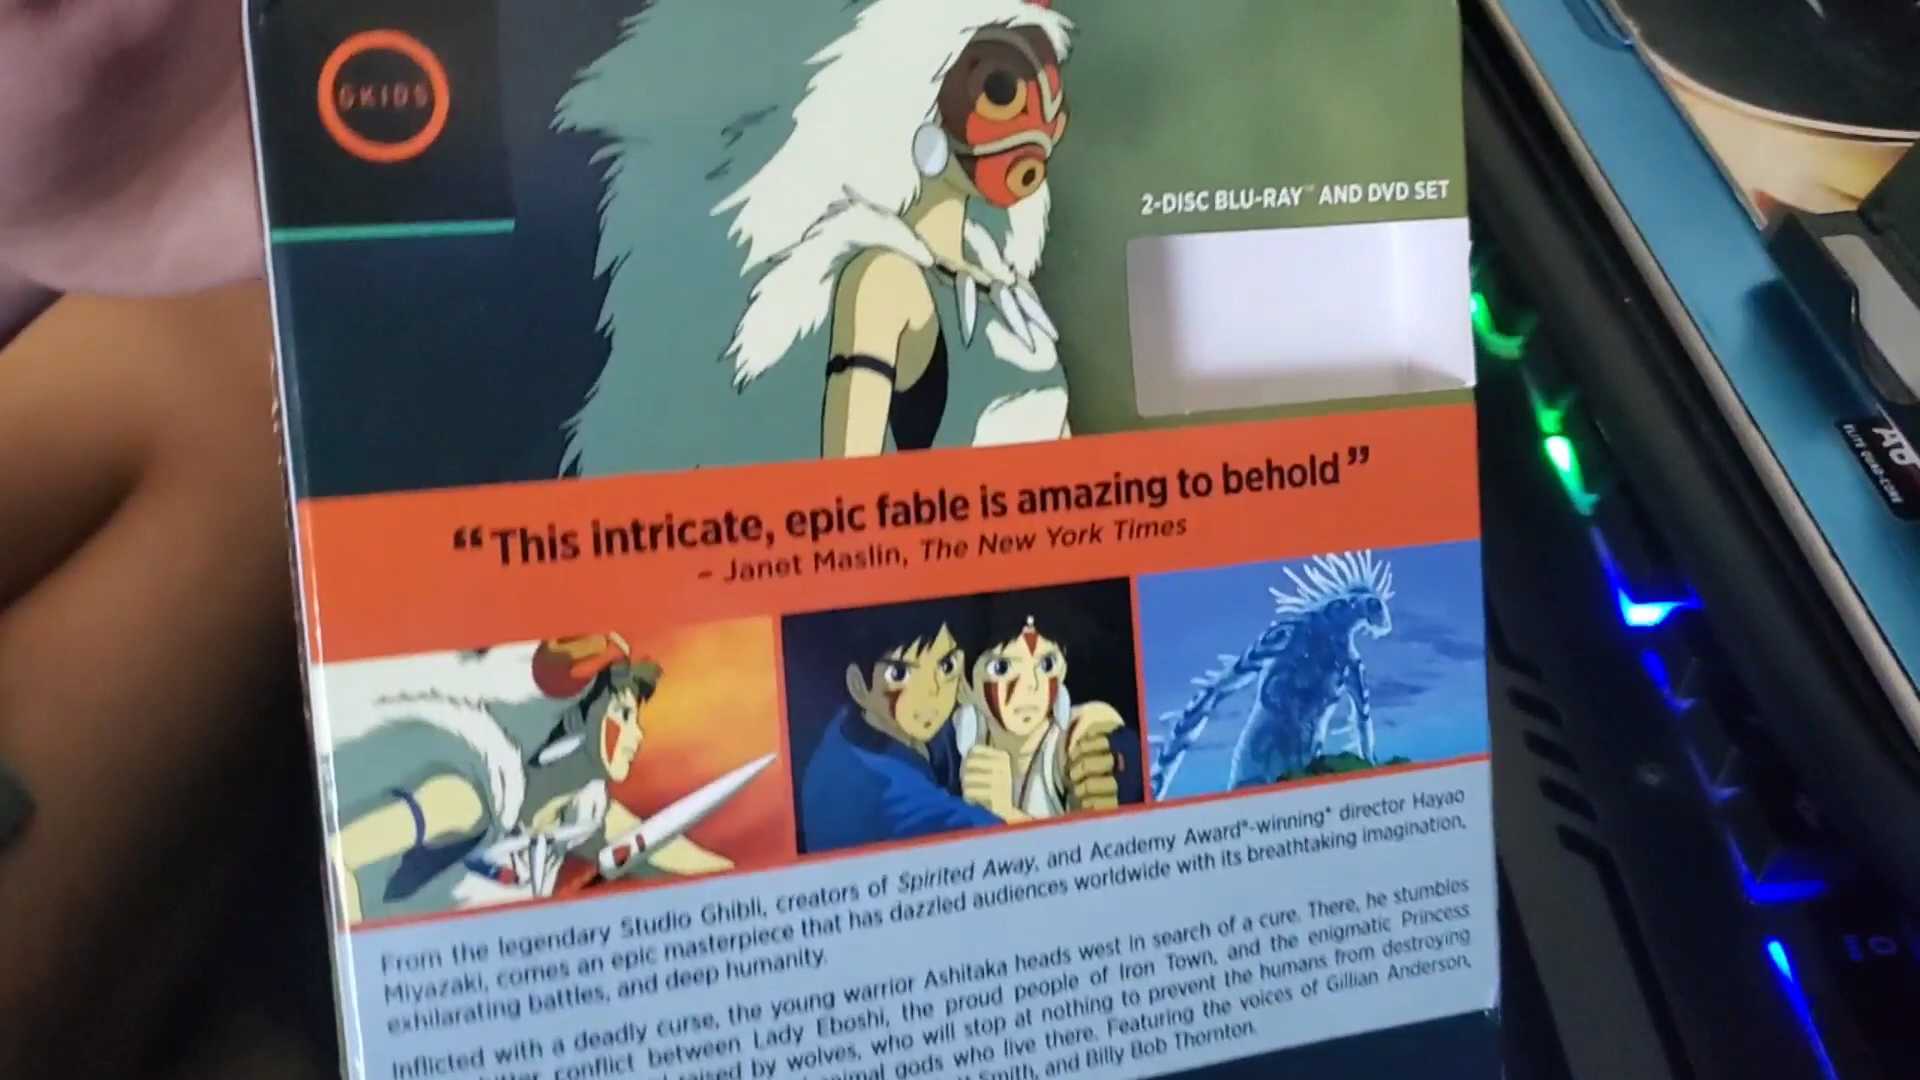 GKIDS
2-DISC BLU-RAY™ AND DVD SET
“This intricate, epic fable is amazing to behold”
– Janet Maslin, The New York Times
From the legendary Studio Ghibli, creators of Spirited Away, and Academy Award®-winning* director Hayao
Miyazaki, comes an epic masterpiece that has dazzled audiences worldwide with its breathtaking imagination,
exhilarating battles, and deep humanity.
Inflicted with a deadly curse, the young warrior Ashitaka heads west in search of a cure. There, he stumbles
conflict between Lady Eboshi, the proud people of Iron Town, and the enigmatic Princess
raised by wolves, who will stop at nothing to prevent the humans from destroying
gods who live there. Featuring the voices of Gillian Anderson,
Smith, and Billy Bob Thornton.
A8
ELITE QUAD-CORE